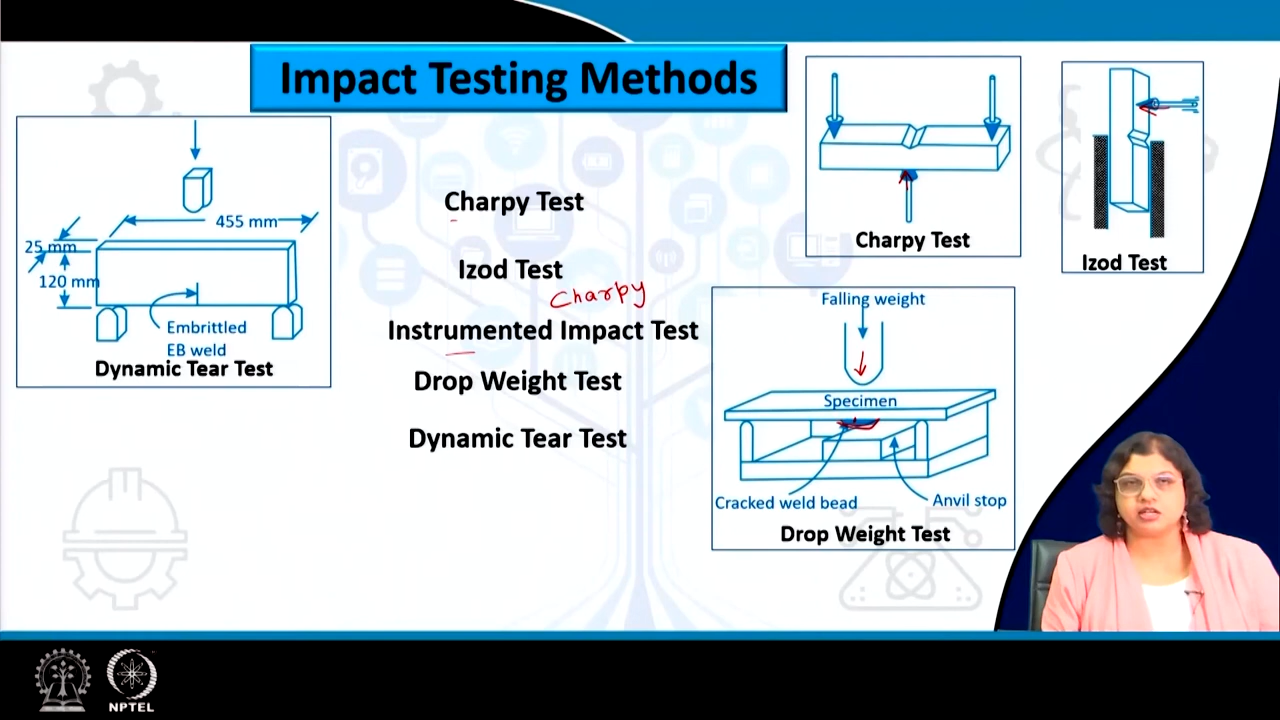 Impact Testing Methods
455 mm
25 mm
120 mm
Embrittled
EB weld
Dynamic Tear Test
Charpy Test
Izod Test
Charpy
Instrumented Impact Test
Drop Weight Test
Dynamic Tear Test
Charpy Test
Izod Test
Falling weight
Specimen
Cracked weld bead
Anvil stop
Drop Weight Test
NPTEL